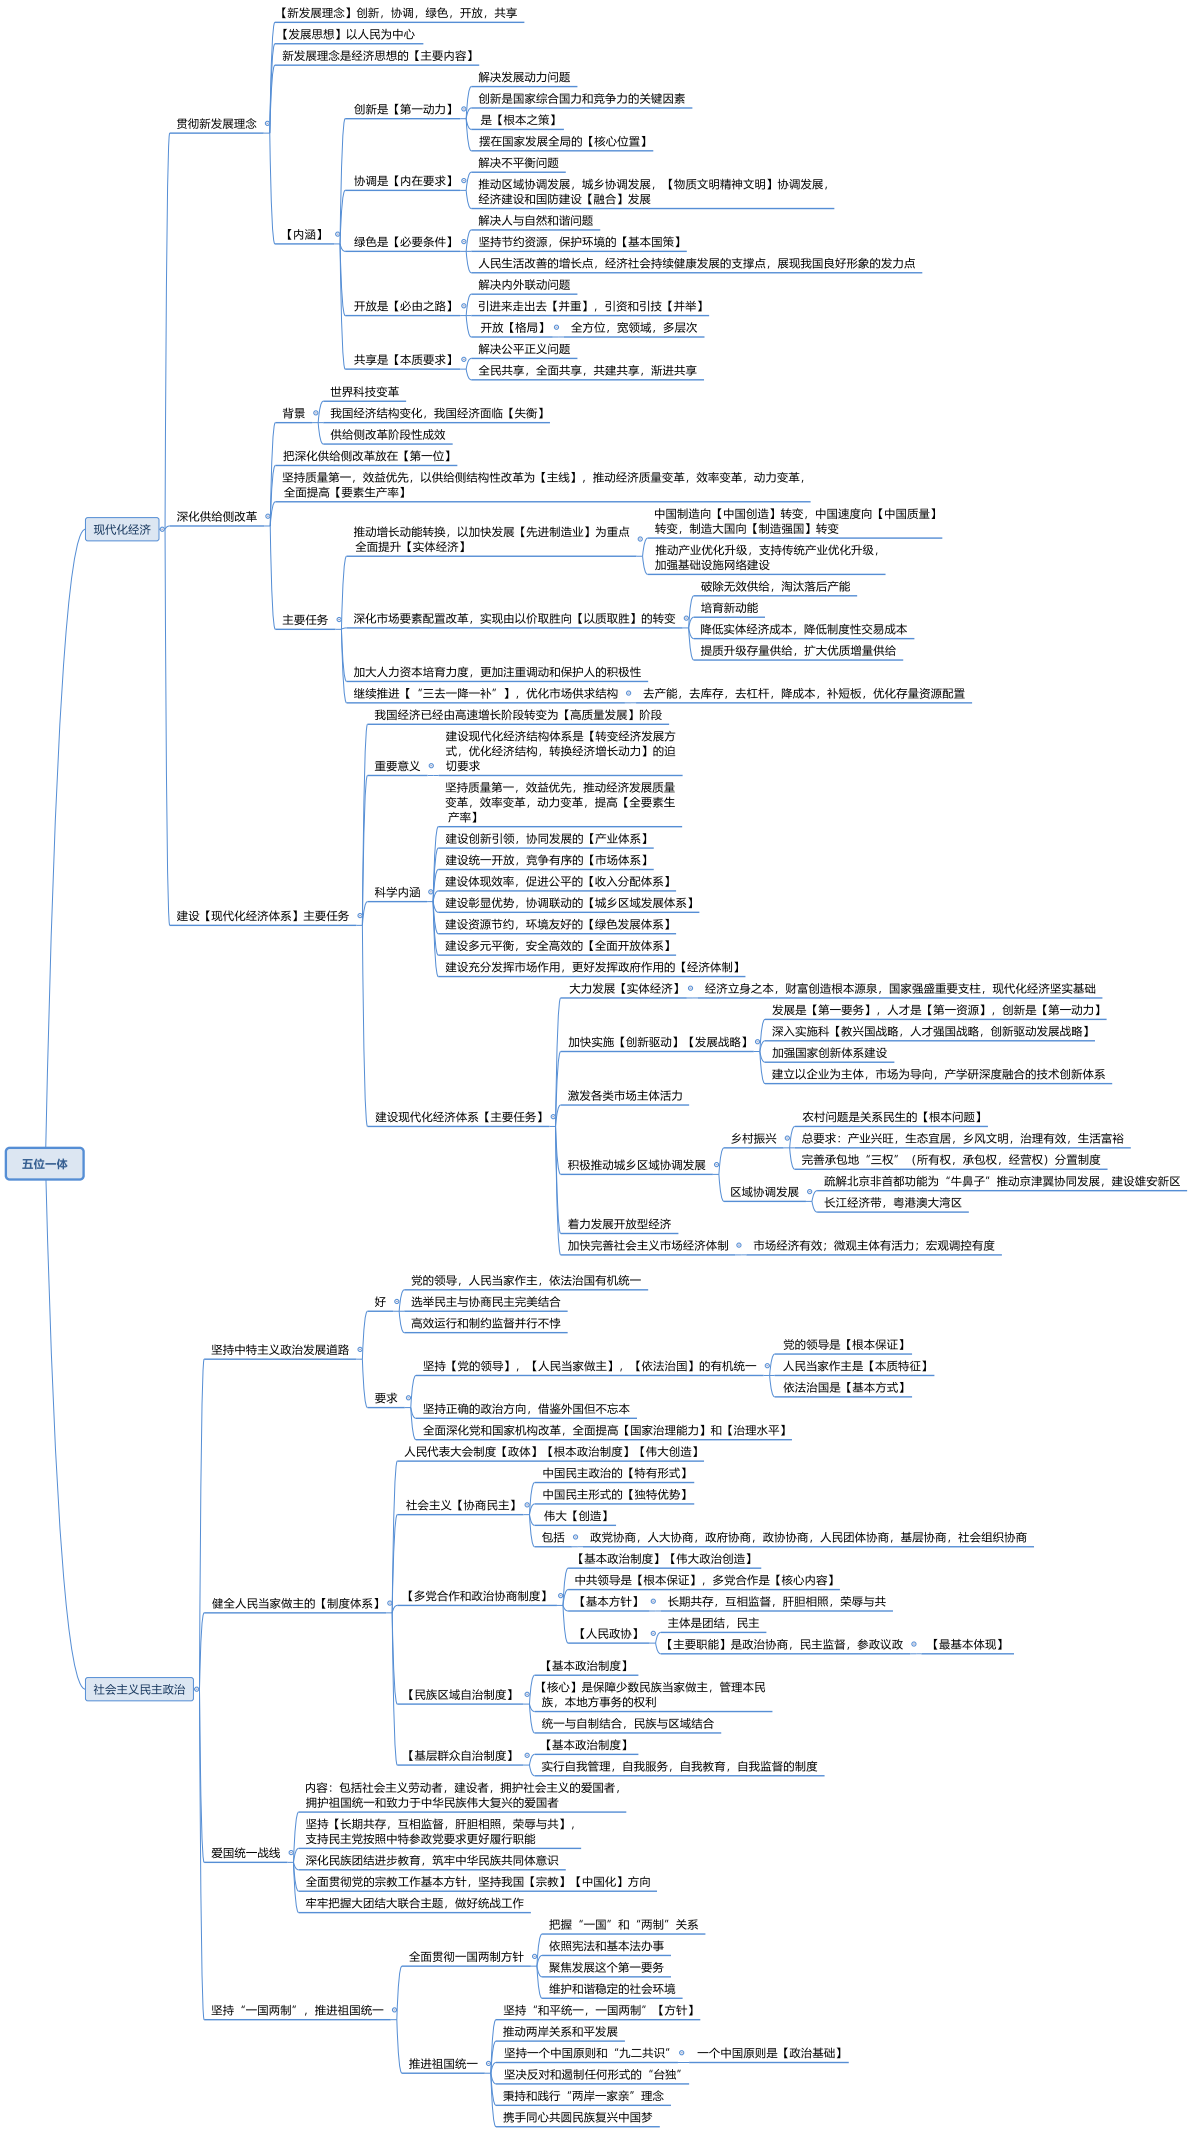 五位一体
现代化经济
贯彻新发展理念
【新发展理念】创新，协调，绿色，开放，共享
【发展思想】以人民为中心
新发展理念是经济思想的【主要内容】
【内涵】
创新是【第一动力】
解决发展动力问题
创新是国家综合国力和竞争力的关键因素
是【根本之策】
摆在国家发展全局的【核心位置】
协调是【内在要求】
解决不平衡问题
推动区域协调发展，城乡协调发展，【物质文明精神文明】协调发展，
经济建设和国防建设【融合】发展
绿色是【必要条件】
解决人与自然和谐问题
坚持节约资源，保护环境的【基本国策】
人民生活改善的增长点，经济社会持续健康发展的支撑点，展现我国良好形象的发力点
开放是【必由之路】
解决内外联动问题
引进来走出去【并重】，引资和引技【并举】
开放【格局】
全方位，宽领域，多层次
共享是【本质要求】
解决公平正义问题
全民共享，全面共享，共建共享，渐进共享
深化供给侧改革
背景
世界科技变革
我国经济结构变化，我国经济面临【失衡】
供给侧改革阶段性成效
把深化供给侧改革放在【第一位】
坚持质量第一，效益优先，以供给侧结构性改革为【主线】，推动经济质量变革，效率变革，动力变革，
全面提高【要素生产率】
主要任务
推动增长动能转换，以加快发展【先进制造业】为重点
全面提升【实体经济】
中国制造向【中国创造】转变，中国速度向【中国质量】
转变，制造大国向【制造强国】转变
推动产业优化升级，支持传统产业优化升级，
加强基础设施网络建设
深化市场要素配置改革，实现由以价取胜向【以质取胜】的转变
破除无效供给，淘汰落后产能
培育新动能
降低实体经济成本，降低制度性交易成本
提质升级存量供给，扩大优质增量供给
加大人力资本培育力度，更加注重调动和保护人的积极性
继续推进【“三去一降一补”】，优化市场供求结构
去产能，去库存，去杠杆，降成本，补短板，优化存量资源配置
建设【现代化经济体系】主要任务
我国经济已经由高速增长阶段转变为【高质量发展】阶段
重要意义
建设现代化经济结构体系是【转变经济发展方
式，优化经济结构，转换经济增长动力】的迫
切要求
科学内涵
坚持质量第一，效益优先，推动经济发展质量
变革，效率变革，动力变革，提高【全要素生
产率】
建设创新引领，协同发展的【产业体系】
建设统一开放，竞争有序的【市场体系】
建设体现效率，促进公平的【收入分配体系】
建设彰显优势，协调联动的【城乡区域发展体系】
建设资源节约，环境友好的【绿色发展体系】
建设多元平衡，安全高效的【全面开放体系】
建设充分发挥市场作用，更好发挥政府作用的【经济体制】
建设现代化经济体系【主要任务】
大力发展【实体经济】
经济立身之本，财富创造根本源泉，国家强盛重要支柱，现代化经济坚实基础
加快实施【创新驱动】【发展战略】
发展是【第一要务】，人才是【第一资源】，创新是【第一动力】
深入实施科【教兴国战略，人才强国战略，创新驱动发展战略】
加强国家创新体系建设
建立以企业为主体，市场为导向，产学研深度融合的技术创新体系
激发各类市场主体活力
积极推动城乡区域协调发展
乡村振兴
农村问题是关系民生的【根本问题】
总要求：产业兴旺，生态宜居，乡风文明，治理有效，生活富裕
完善承包地“三权”（所有权，承包权，经营权）分置制度
区域协调发展
疏解北京非首都功能为“牛鼻子”推动京津翼协同发展，建设雄安新区
长江经济带，粤港澳大湾区
着力发展开放型经济
加快完善社会主义市场经济体制
市场经济有效；微观主体有活力；宏观调控有度
社会主义民主政治
坚持中特主义政治发展道路
好
党的领导，人民当家作主，依法治国有机统一
选举民主与协商民主完美结合
高效运行和制约监督并行不悖
要求
坚持【党的领导】，【人民当家做主】，【依法治国】的有机统一
党的领导是【根本保证】
人民当家作主是【本质特征】
依法治国是【基本方式】
坚持正确的政治方向，借鉴外国但不忘本
全面深化党和国家机构改革，全面提高【国家治理能力】和【治理水平】
健全人民当家做主的【制度体系】
人民代表大会制度【政体】【根本政治制度】【伟大创造】
社会主义【协商民主】
中国民主政治的【特有形式】
中国民主形式的【独特优势】
伟大【创造】
包括
政党协商，人大协商，政府协商，政协协商，人民团体协商，基层协商，社会组织协商
【多党合作和政治协商制度】
【基本政治制度】【伟大政治创造】
中共领导是【根本保证】，多党合作是【核心内容】
【基本方针】
长期共存，互相监督，肝胆相照，荣辱与共
【人民政协】
主体是团结，民主
【主要职能】是政治协商，民主监督，参政议政
【最基本体现】
【民族区域自治制度】
【基本政治制度】
【核心】是保障少数民族当家做主，管理本民
族，本地方事务的权利
统一与自制结合，民族与区域结合
【基层群众自治制度】
【基本政治制度】
实行自我管理，自我服务，自我教育，自我监督的制度
爱国统一战线
内容：包括社会主义劳动者，建设者，拥护社会主义的爱国者，
拥护祖国统一和致力于中华民族伟大复兴的爱国者
坚持【长期共存，互相监督，肝胆相照，荣辱与共】，
支持民主党按照中特参政党要求更好履行职能
深化民族团结进步教育，筑牢中华民族共同体意识
全面贯彻党的宗教工作基本方针，坚持我国【宗教】【中国化】方向
牢牢把握大团结大联合主题，做好统战工作
坚持“一国两制”，推进祖国统一
全面贯彻一国两制方针
把握“一国”和“两制”关系
依照宪法和基本法办事
聚焦发展这个第一要务
维护和谐稳定的社会环境
推进祖国统一
坚持“和平统一，一国两制”【方针】
推动两岸关系和平发展
坚持一个中国原则和“九二共识”
一个中国原则是【政治基础】
坚决反对和遏制任何形式的“台独”
秉持和践行“两岸一家亲”理念
携手同心共圆民族复兴中国梦